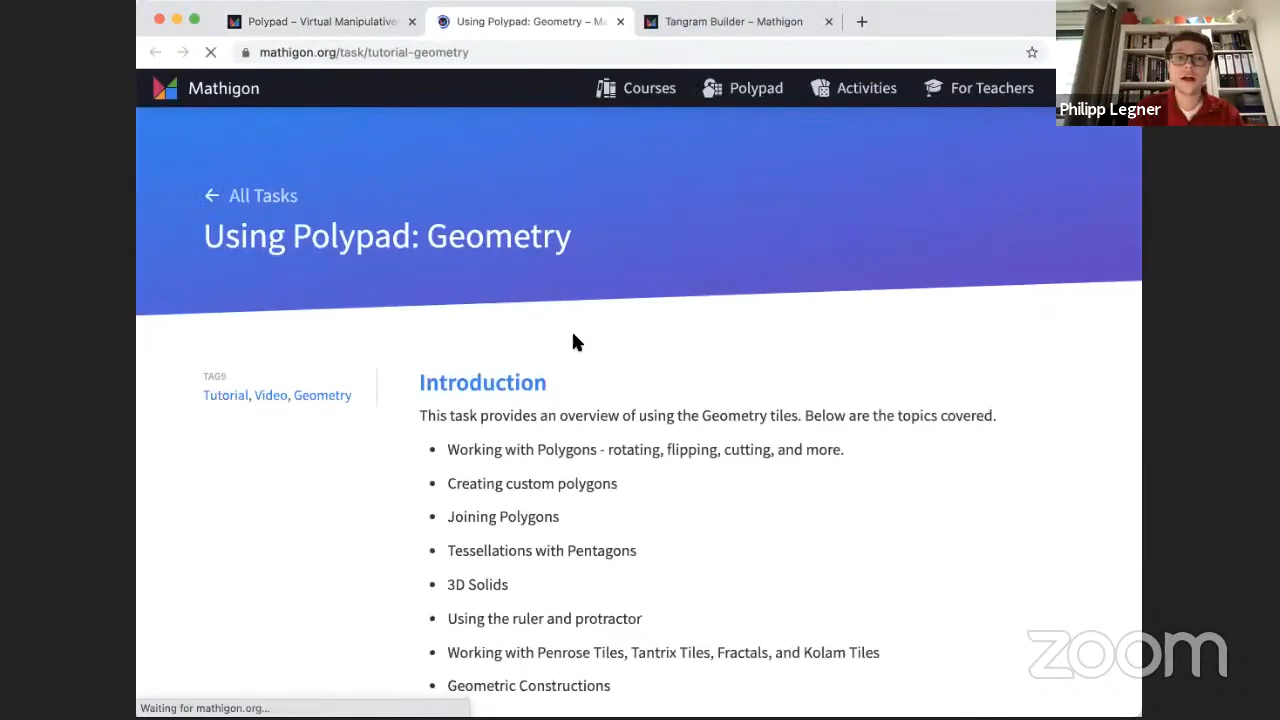 Polypad – Virtual Manipulative
Using Polypad: Geometry – Ma
Tangram Builder – Mathigon
mathigon.org/task/tutorial-geometry
Mathigon
Courses
Polypad
Activities
For Teachers
Philipp Legner
← All Tasks
Using Polypad: Geometry
TAGS
Tutorial, Video, Geometry
Introduction
This task provides an overview of using the Geometry tiles. Below are the topics covered.
• Working with Polygons - rotating, flipping, cutting, and more.
• Creating custom polygons
• Joining Polygons
• Tessellations with Pentagons
• 3D Solids
• Using the ruler and protractor
• Working with Penrose Tiles, Tantrix Tiles, Fractals, and Kolam Tiles
• Geometric Constructions
zoom
Waiting for mathigon.org...